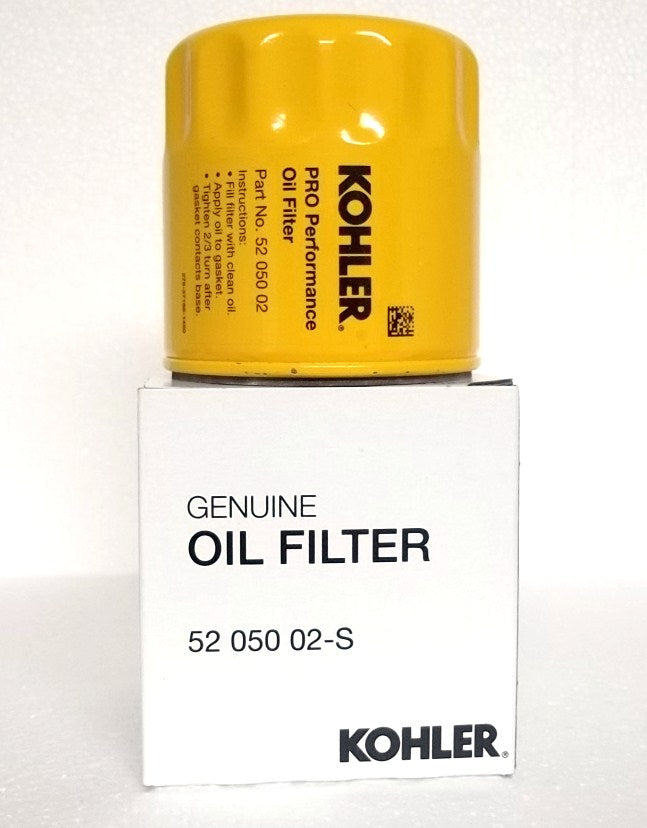 KOHLER®
PRO Performance
Oil Filter
Part No. 52 050 02
Instructions:
• Fill filter with clean oil.
• Apply oil to gasket.
• Tighten 2/3 turn after
gasket contacts base.
GENUINE
OIL FILTER
52 050 02-S
KOHLER®